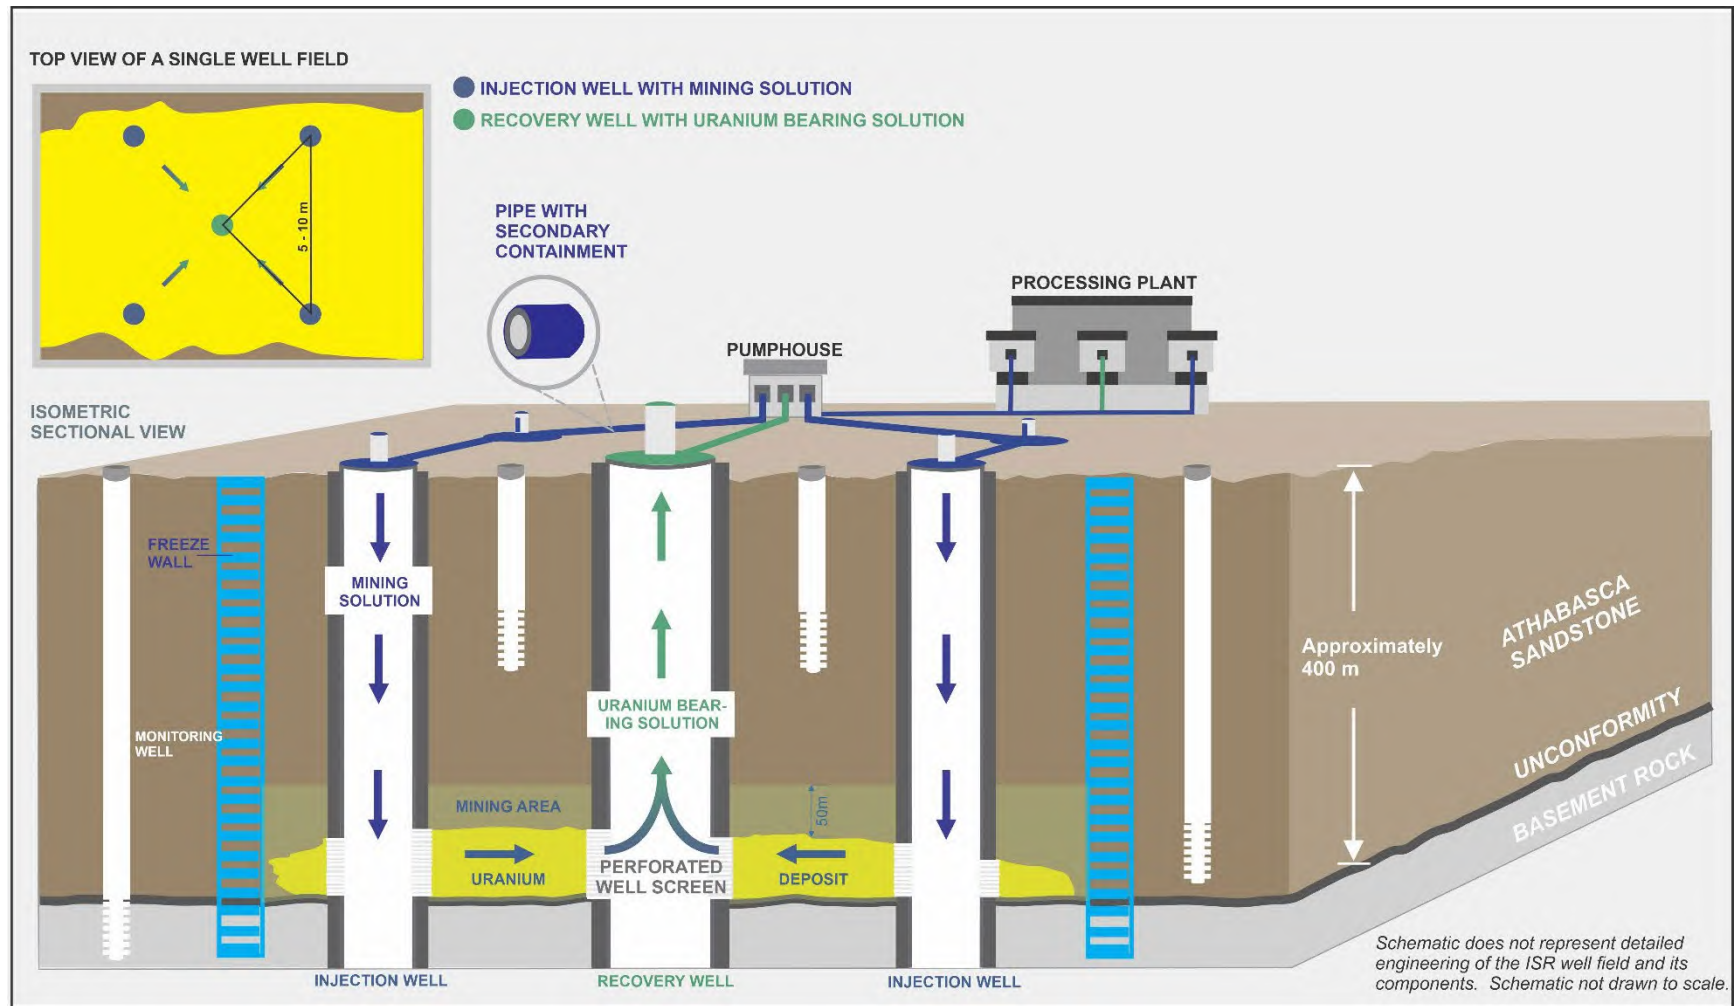 TOP VIEW OF A SINGLE WELL FIELD
INJECTION WELL WITH MINING SOLUTION
RECOVERY WELL WITH URANIUM BEARING SOLUTION
5 - 10 m
PIPE WITH
SECONDARY
CONTAINMENT
PROCESSING PLANT
PUMPHOUSE
ISOMETRIC
SECTIONAL VIEW
FREEZE
WALL
MINING
SOLUTION
ATHABASCA
SANDSTONE
Approximately
400 m
URANIUM BEAR-
ING SOLUTION
MONITORING
WELL
UNCONFORMITY
BASEMENT ROCK
MINING AREA
50m
URANIUM
PERFORATED
WELL SCREEN
DEPOSIT
INJECTION WELL
RECOVERY WELL
INJECTION WELL
Schematic does not represent detailed
engineering of the ISR well field and its
components. Schematic not drawn to scale.